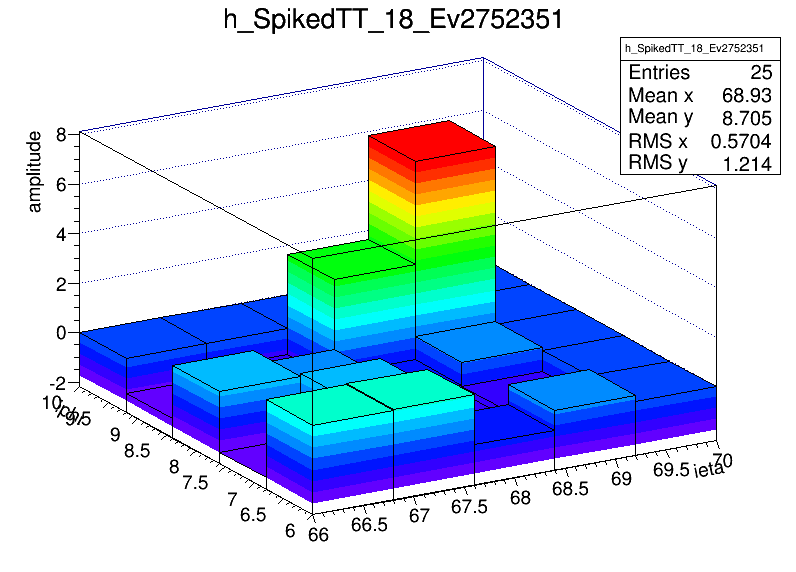 h_SpikedTT_18_Ev2752351
h_SpikedTT_18_Ev2752351
Entries 25
Mean x 68.93
Mean y 8.705
RMS x 0.5704
RMS y 1.214
amplitude
8
6
4
2
0
-2
10
9.5
9
8.5
8
7.5
7
6.5
6
iphi
66
66.5
67
67.5
68
68.5
69
69.5
70
ieta